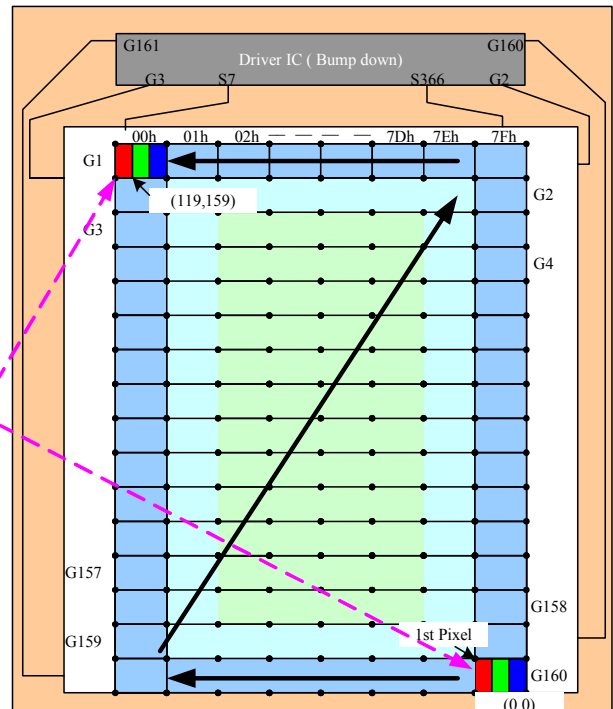 G161
G160
Driver IC ( Bump down)
G3
S7
S366
G2
00h
01h
02h
7Dh
7Eh
7Fh
G1
(119,159)
G2
G3
G4
G157
G158
1st Pixel
G159
G160
(0,0)